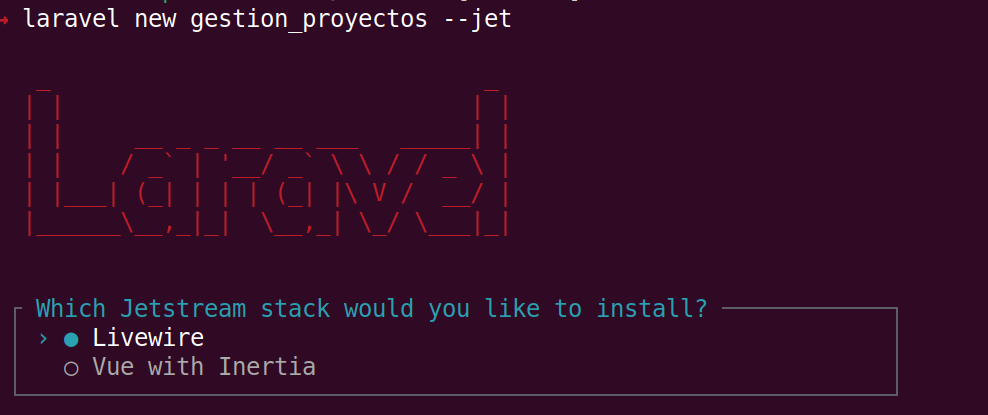 → laravel new gestion_proyectos --jet
Laravel
Which Jetstream stack would you like to install?
› ● Livewire
○ Vue with Inertia